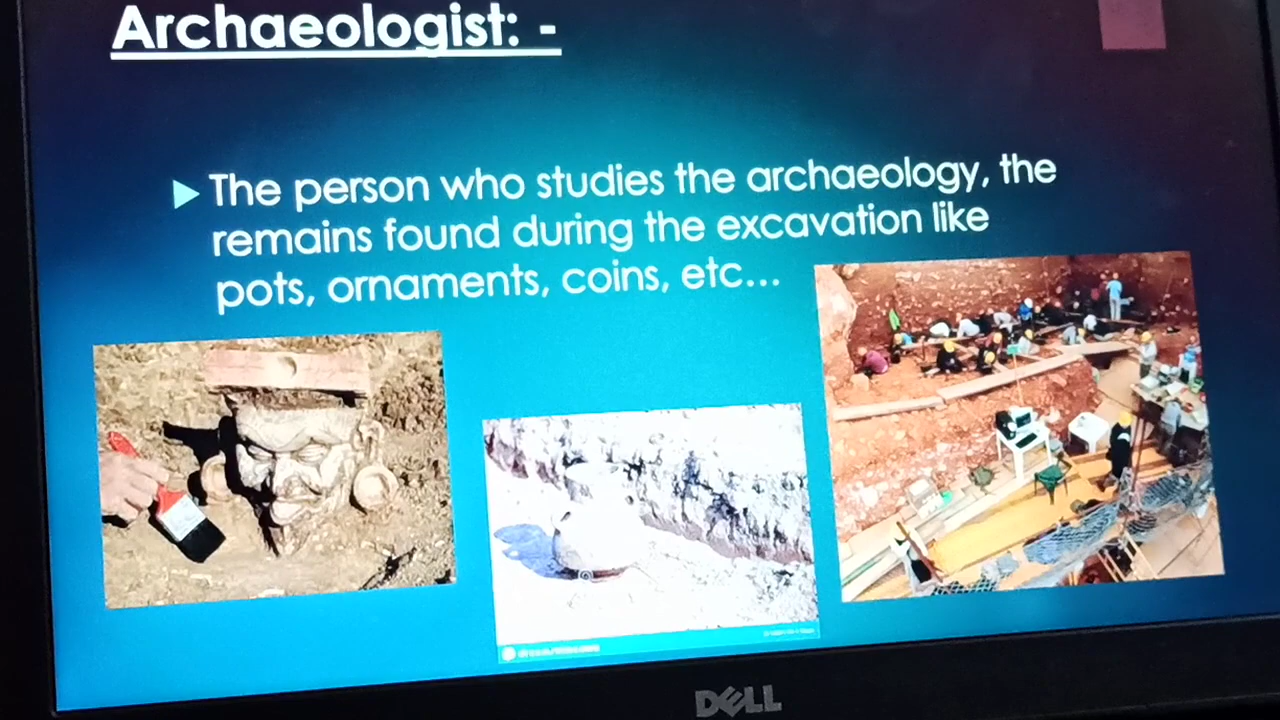 Archaeologist: -
The person who studies the archaeology, the
remains found during the excavation like
pots, ornaments, coins, etc...
DELL